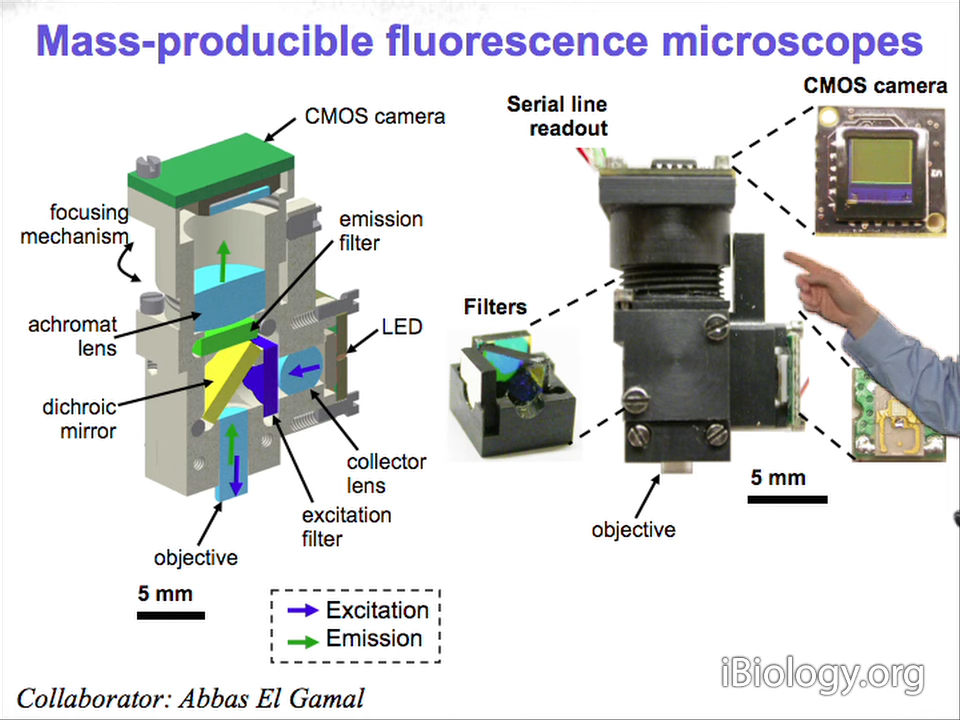 Mass-producible fluorescence microscopes
CMOS camera
focusing
mechanism
emission
filter
achromat
lens
LED
dichroic
mirror
collector
lens
excitation
filter
objective
5 mm
Excitation
Emission
Serial line
readout
CMOS camera
Filters
5 mm
objective
Collaborator: Abbas El Gamal
iBiology.org